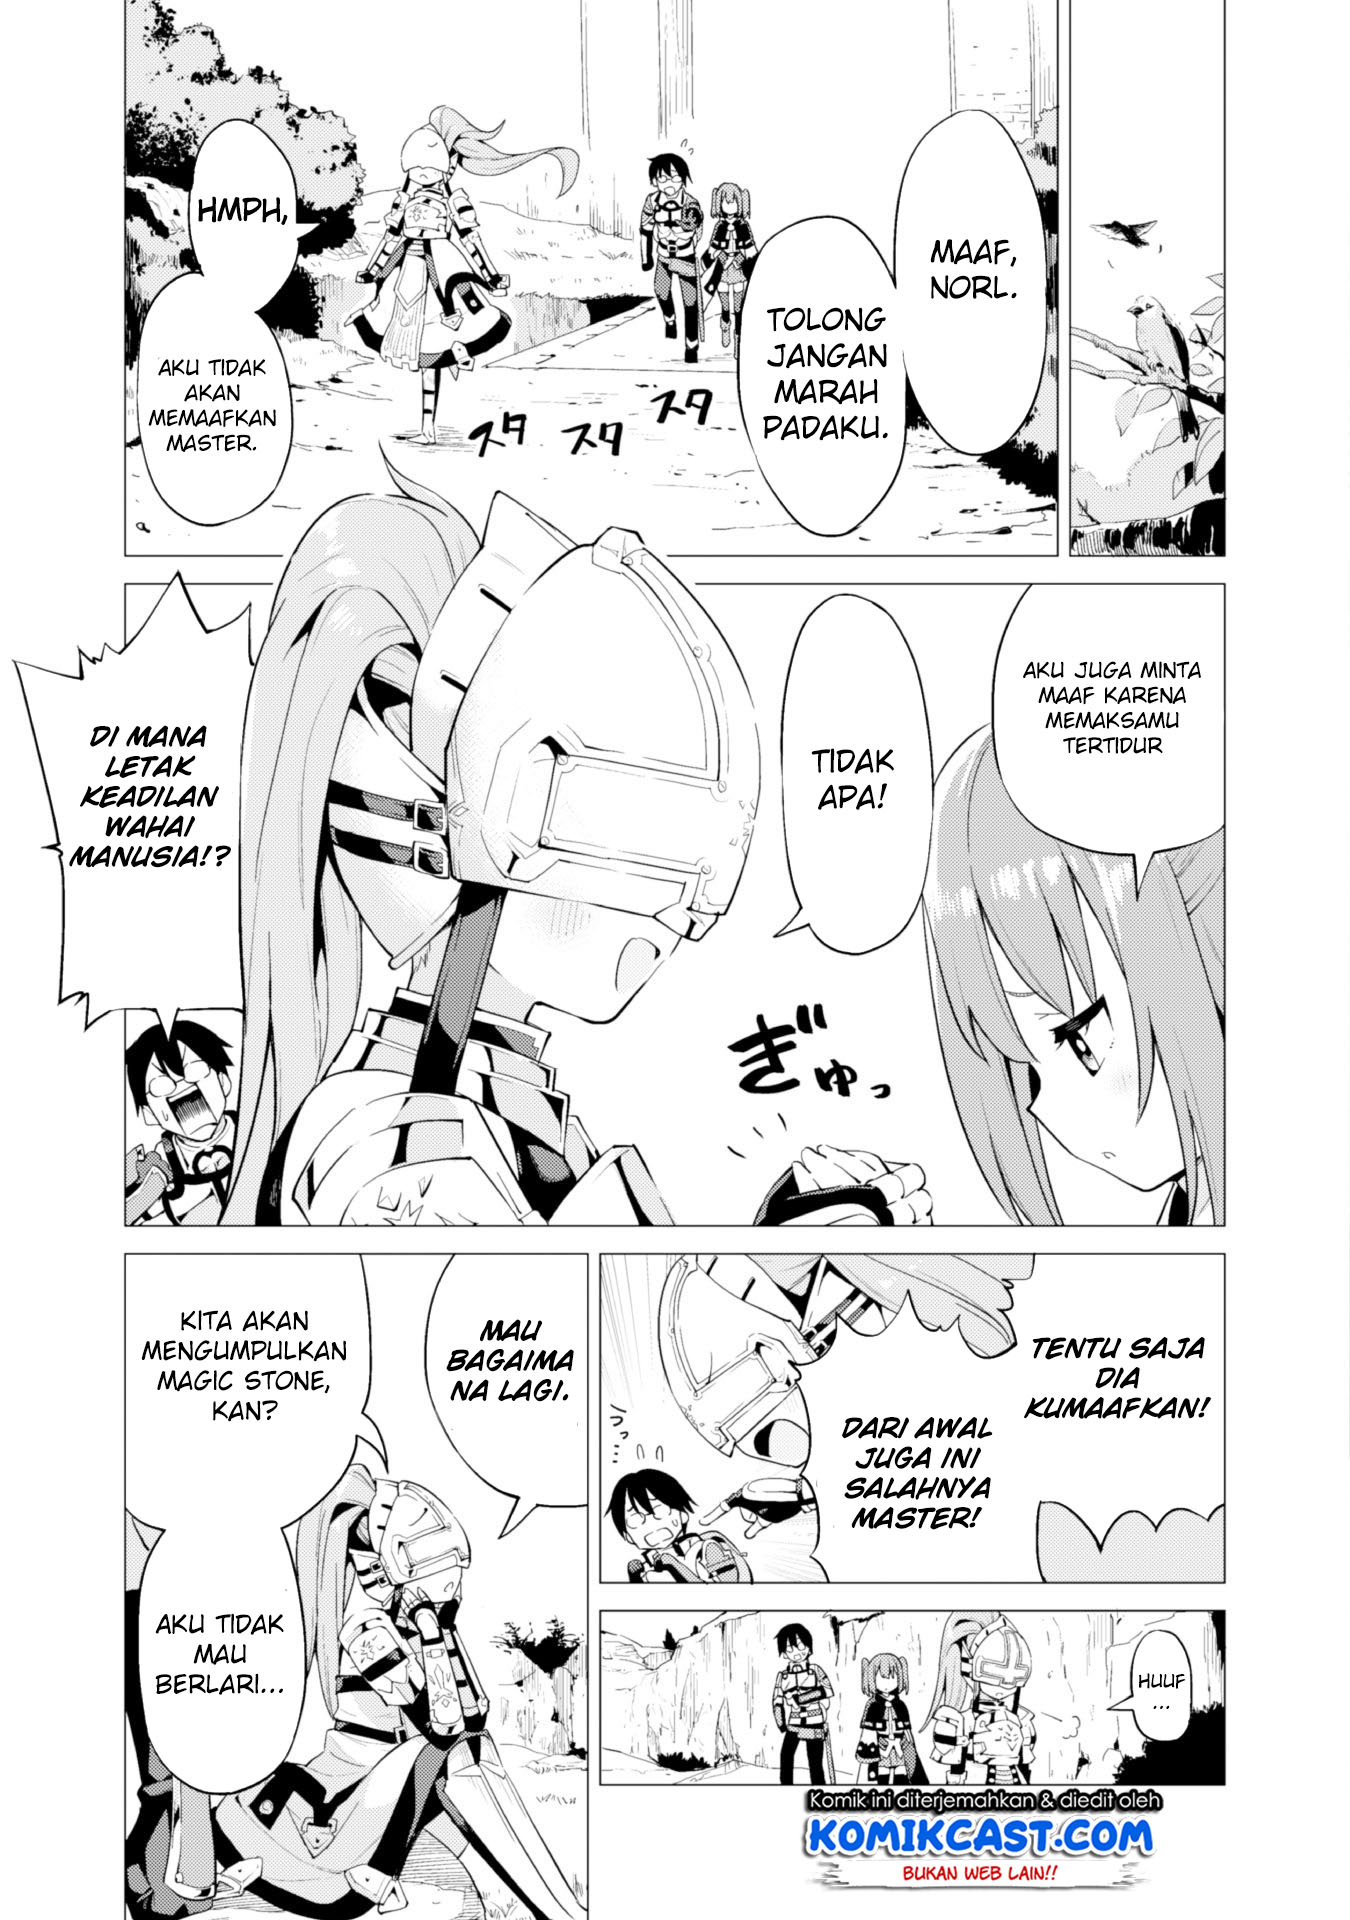 MAAF,
NORL.
TOLONG
JANGAN
MARAH
PADAKU.
HMPH,
AKU TIDAK
AKAN
MEMAAFKAN
MASTER.
スタ
スタ
スタ
AKU JUGA MINTA
MAAF KARENA
MEMAKSAMU
TERTIDUR
TIDAK
APA!
ぎゅっ
DI MANA
LETAK
KEADILAN
WAHAI
MANUSIA!?
TENTU SAJA
DIA
KUMAAFKAN!
DARI AWAL
JUGA INI
SALAHNYA
MASTER!
HUUF
...
MAU
BAGAIMA
NA LAGI.
KITA AKAN
MENGUMPULKAN
MAGIC STONE,
KAN?
AKU TIDAK
MAU
BERLARI...
Komik ini diterjemahkan & diedit oleh
KOMIKCAST.COM
BUKAN WEB LAIN!!